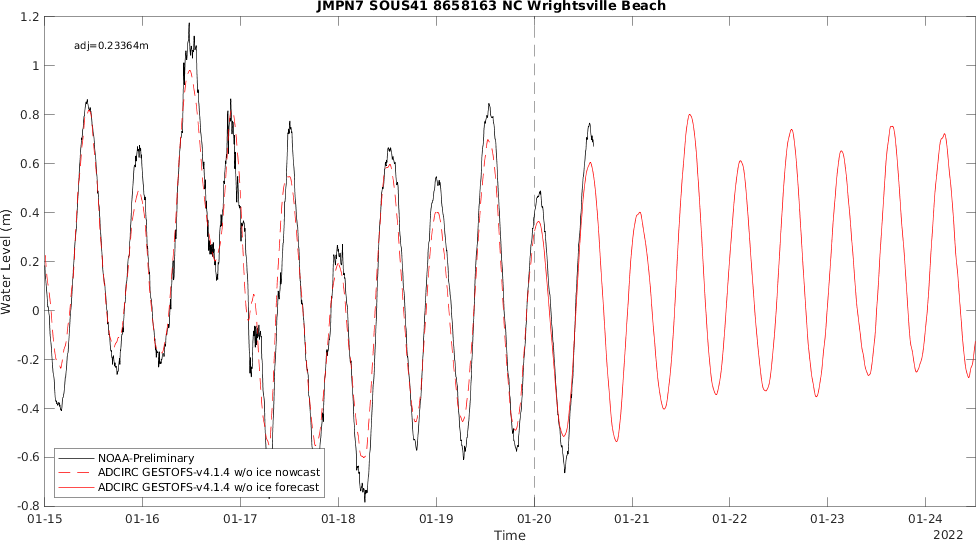 JMPN7 SOUS41 8658163 NC Wrightsville Beach
adj=0.23364m
1.2
1
0.8
0.6
0.4
0.2
0
-0.2
-0.4
-0.6
-0.8
Water Level (m)
NOAA-Preliminary
ADCIRC GESTOFS-v4.1.4 w/o ice nowcast
ADCIRC GESTOFS-v4.1.4 w/o ice forecast
01-15 01-16 01-17 01-18 01-19 01-20 01-21 01-22 01-23 01-24
Time
2022